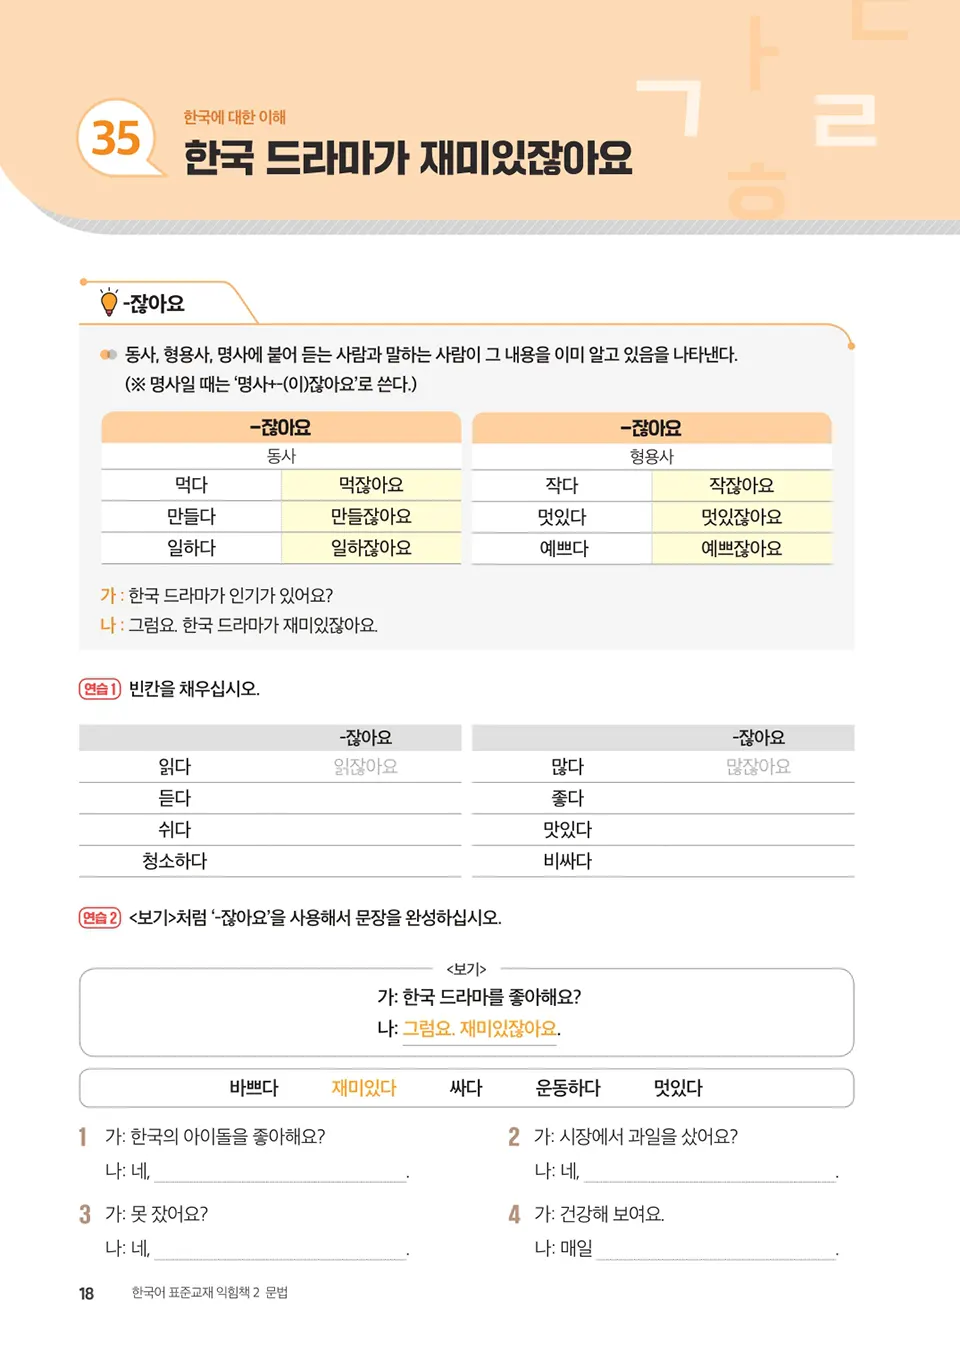 35
한국에 대한 이해
한국 드라마가 재미있잖아요
ㄱ ㅏ ㄹ ㄷ ㅎ
-잖아요
동사, 형용사, 명사에 붙어 듣는 사람과 말하는 사람이 그 내용을 이미 알고 있음을 나타낸다.
(※ 명사일 때는 ‘명사+-(이)잖아요’로 쓴다.)
-잖아요
동사
먹다 먹잖아요
만들다 만들잖아요
일하다 일하잖아요
-잖아요
형용사
작다 작잖아요
멋있다 멋있잖아요
예쁘다 예쁘잖아요
가 : 한국 드라마가 인기가 있어요?
나 : 그럼요. 한국 드라마가 재미있잖아요.
연습 1 빈칸을 채우십시오.
-잖아요
읽다 읽잖아요
듣다
쉬다
청소하다
-잖아요
많다 많잖아요
좋다
맛있다
비싸다
연습 2 <보기>처럼 ‘-잖아요’을 사용해서 문장을 완성하십시오.
<보기>
가: 한국 드라마를 좋아해요?
나: 그럼요. 재미있잖아요.
바쁘다 재미있다 싸다 운동하다 멋있다
1 가: 한국의 아이돌을 좋아해요?
나: 네, .
2 가: 시장에서 과일을 샀어요?
나: 네, .
3 가: 못 잤어요?
나: 네, .
4 가: 건강해 보여요.
나: 매일 .
18 한국어 표준교재 익힘책 2 문법